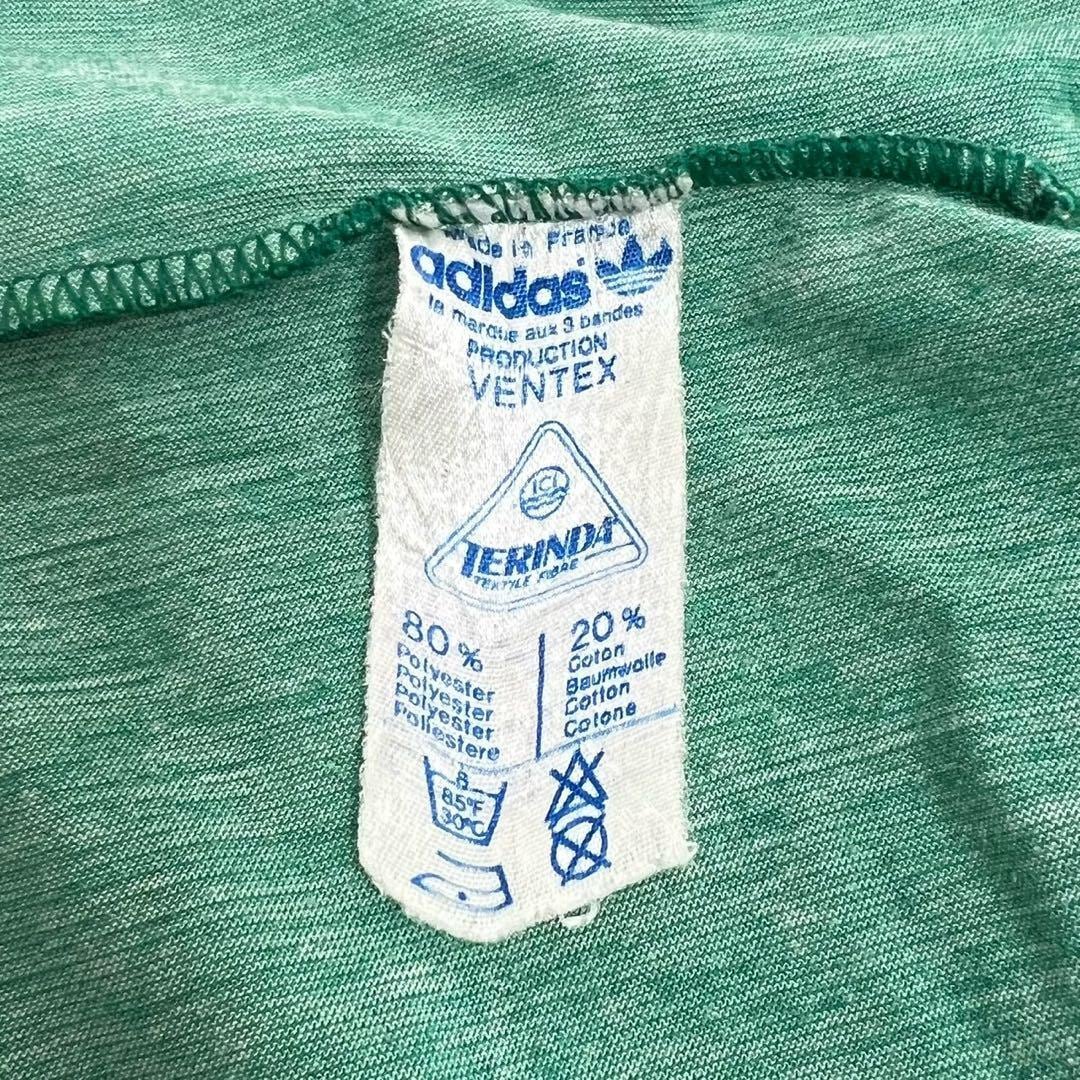 Made in France
adidas
la marque aux 3 bandes
PRODUCTION
VENTEX
ICI
TERINDA
TEXTILE FIBRE
80%
Polyester
Polyester
Polyester
Poliestere
20%
Coton
Baumwolle
Cotton
Cotone
8
85°F
30°C